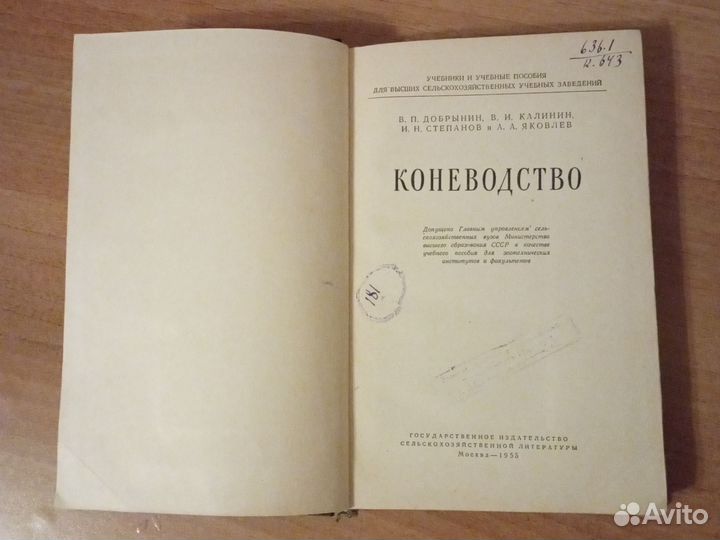 636.1
К.643
УЧЕБНИКИ И УЧЕБНЫЕ ПОСОБИЯ
ДЛЯ ВЫСШИХ СЕЛЬСКОХОЗЯЙСТВЕННЫХ УЧЕБНЫХ ЗАВЕДЕНИЙ
В. П. ДОБРЫНИН, В. И. КАЛИНИН,
И. Н. СТЕПАНОВ и А. А. ЯКОВЛЕВ
КОНЕВОДСТВО
Допущено Главным управлением сель-
скохозяйственных вузов Министерства
высшего образования СССР в качестве
учебного пособия для зоотехнических
институтов и факультетов
181
ГОСУДАРСТВЕННОЕ ИЗДАТЕЛЬСТВО
СЕЛЬСКОХОЗЯЙСТВЕННОЙ ЛИТЕРАТУРЫ
Москва—1955
Avito